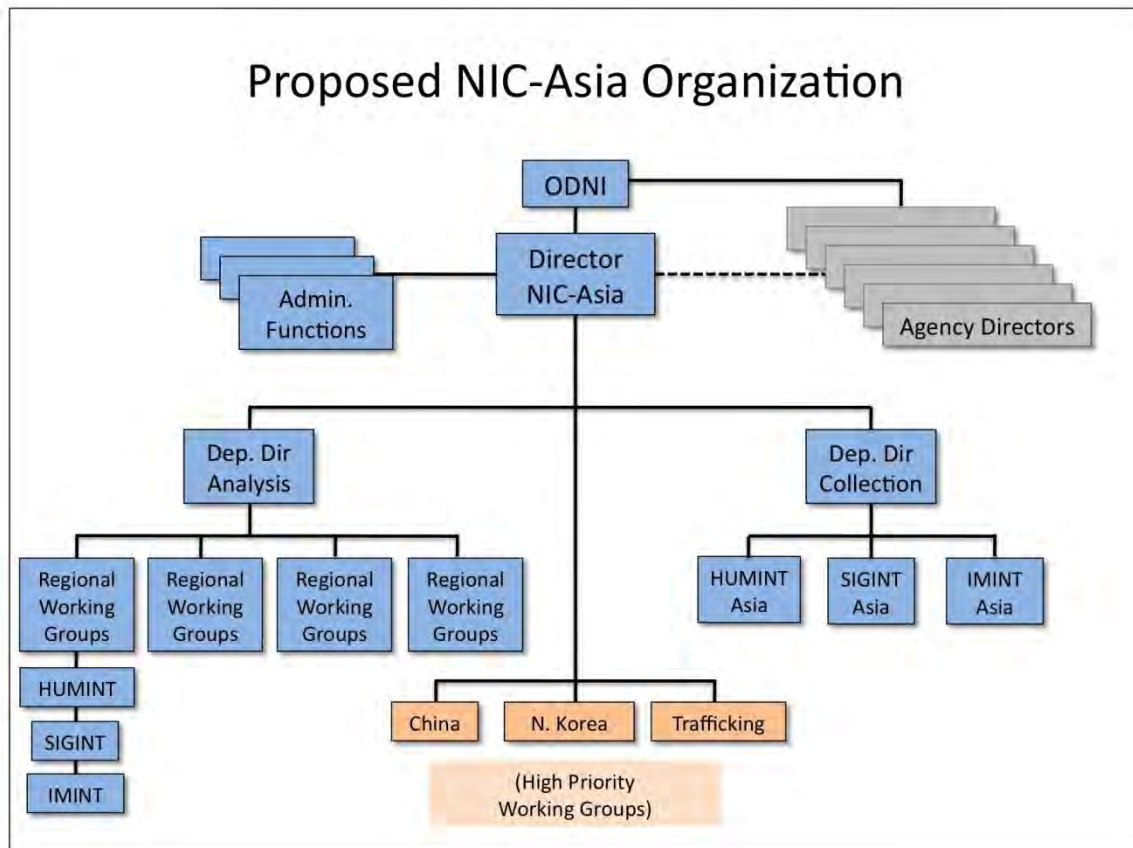 Proposed NIC-Asia Organization
ODNI
Director
NIC-Asia
Admin.
Functions
Agency Directors
Dep. Dir
Analysis
Dep. Dir
Collection
Regional
Working
Groups
Regional
Working
Groups
Regional
Working
Groups
Regional
Working
Groups
HUMINT
Asia
SIGINT
Asia
IMINT
Asia
HUMINT
SIGINT
IMINT
China
N. Korea
Trafficking
(High Priority
Working Groups)